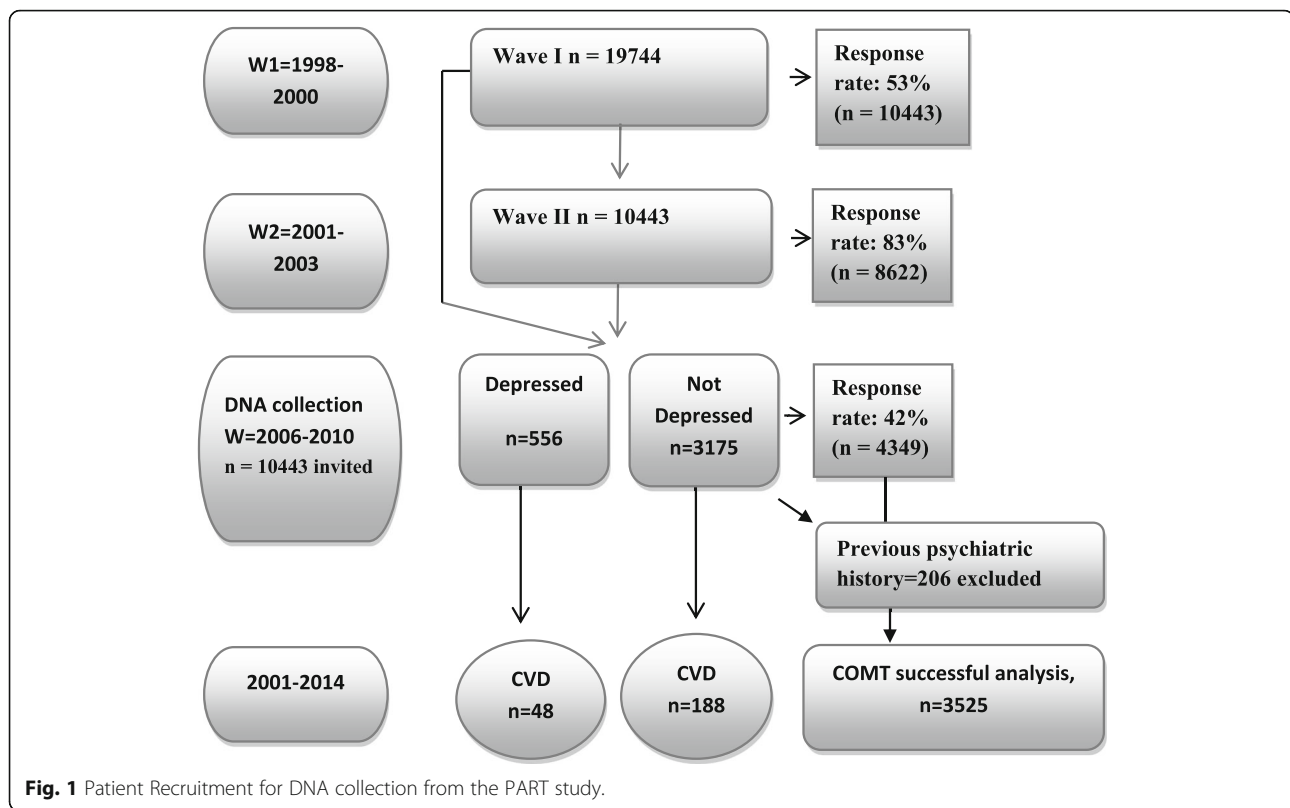 W1=1998-
2000
Wave I n = 19744
Response
rate: 53%
(n = 10443)
W2=2001-
2003
Wave II n = 10443
Response
rate: 83%
(n = 8622)
DNA collection
W=2006-2010
n = 10443 invited
Depressed
n=556
Not
Depressed
n=3175
Response
rate: 42%
(n = 4349)
Previous psychiatric
history=206 excluded
2001-2014
CVD
n=48
CVD
n=188
COMT successful analysis,
n=3525
Fig. 1 Patient Recruitment for DNA collection from the PART study.